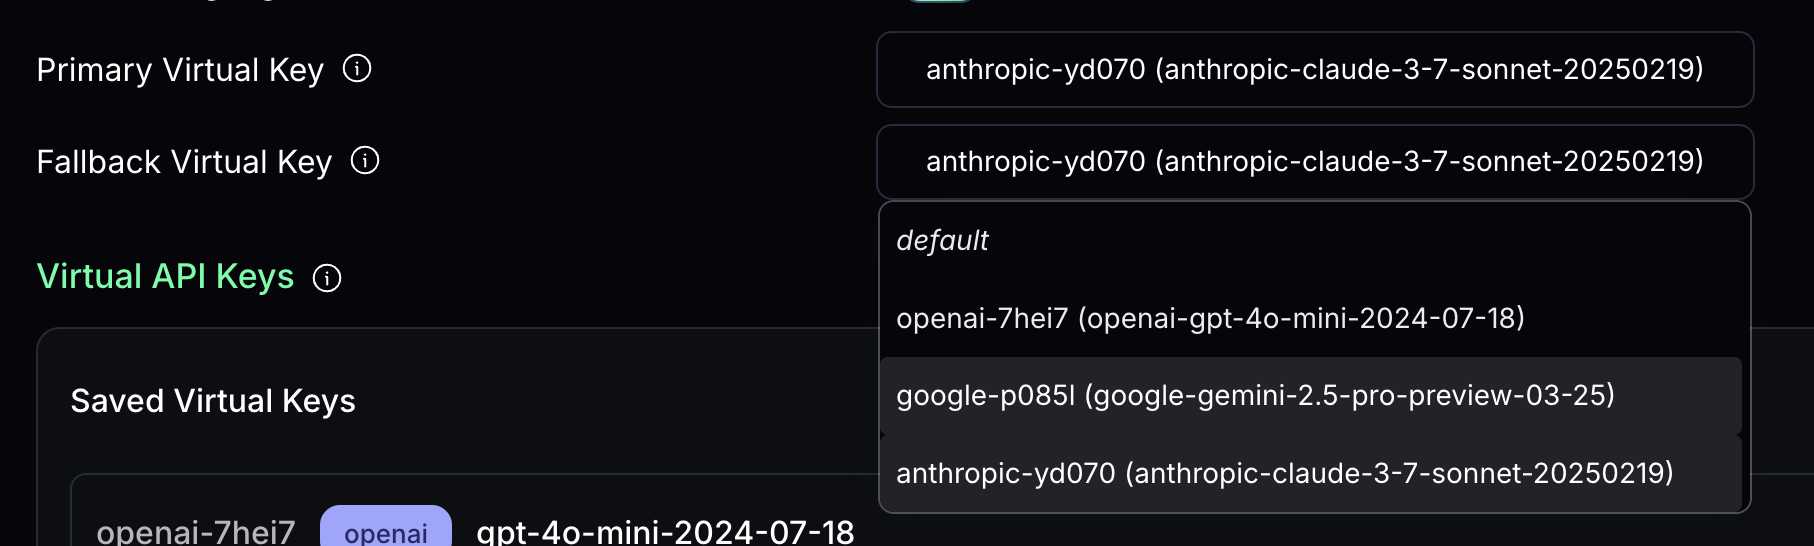 Primary Virtual Key
anthropic-yd070 (anthropic-claude-3-7-sonnet-20250219)
Fallback Virtual Key
anthropic-yd070 (anthropic-claude-3-7-sonnet-20250219)
default
openai-7hei7 (openai-gpt-4o-mini-2024-07-18)
google-p085l (google-gemini-2.5-pro-preview-03-25)
anthropic-yd070 (anthropic-claude-3-7-sonnet-20250219)
Virtual API Keys
Saved Virtual Keys
openai-7hei7 openai gpt-4o-mini-2024-07-18